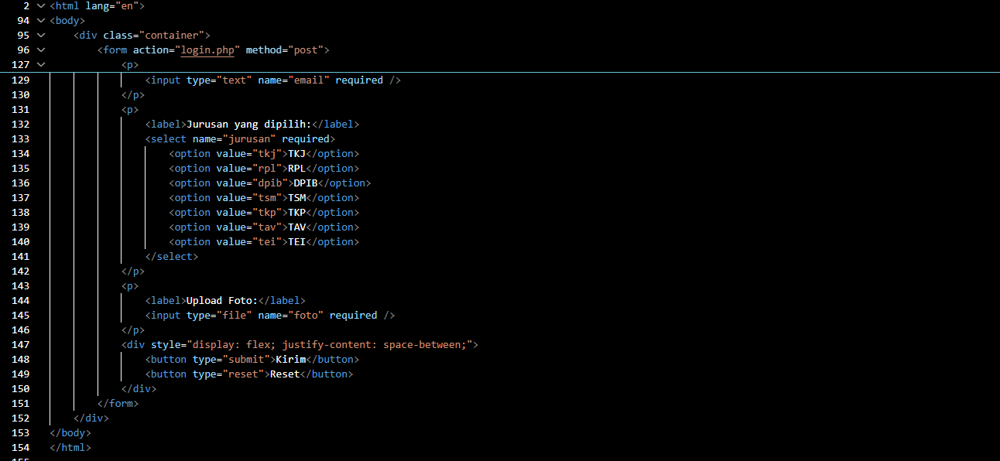 2 <html lang="en">
94 <body>
95 <div class="container">
96 <form action="login.php" method="post">
127 <p>
129 <input type="text" name="email" required />
130 </p>
131 <p>
132 <label>Jurusan yang dipilih:</label>
133 <select name="jurusan" required>
134 <option value="tkj">TKJ</option>
135 <option value="rpl">RPL</option>
136 <option value="dpib">DPIB</option>
137 <option value="tsm">TSM</option>
138 <option value="tkp">TKP</option>
139 <option value="tav">TAV</option>
140 <option value="tei">TEI</option>
141 </select>
142 </p>
143 <p>
144 <label>Upload Foto:</label>
145 <input type="file" name="foto" required />
146 </p>
147 <div style="display: flex; justify-content: space-between;">
148 <button type="submit">Kirim</button>
149 <button type="reset">Reset</button>
150 </div>
151 </form>
152 </div>
153 </body>
154 </html>